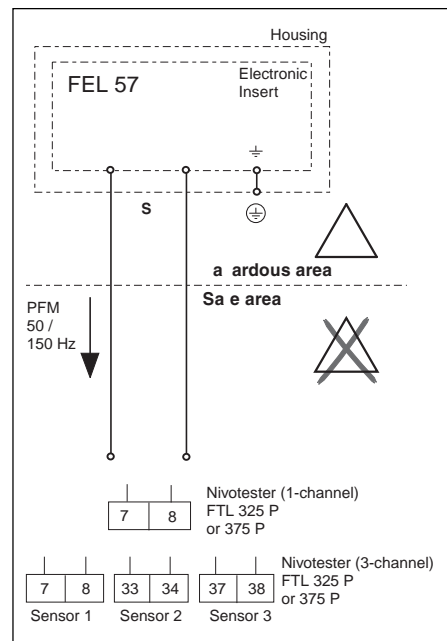 Housing
FEL 57
Electronic
Insert
S
a ardous area
Sa e area
PFM
50 /
150 Hz
Nivotester (1-channel)
FTL 325 P
or 375 P
7 8
Nivotester (3-channel)
FTL 325 P
or 375 P
7 8 33 34 37 38
Sensor 1 Sensor 2 Sensor 3